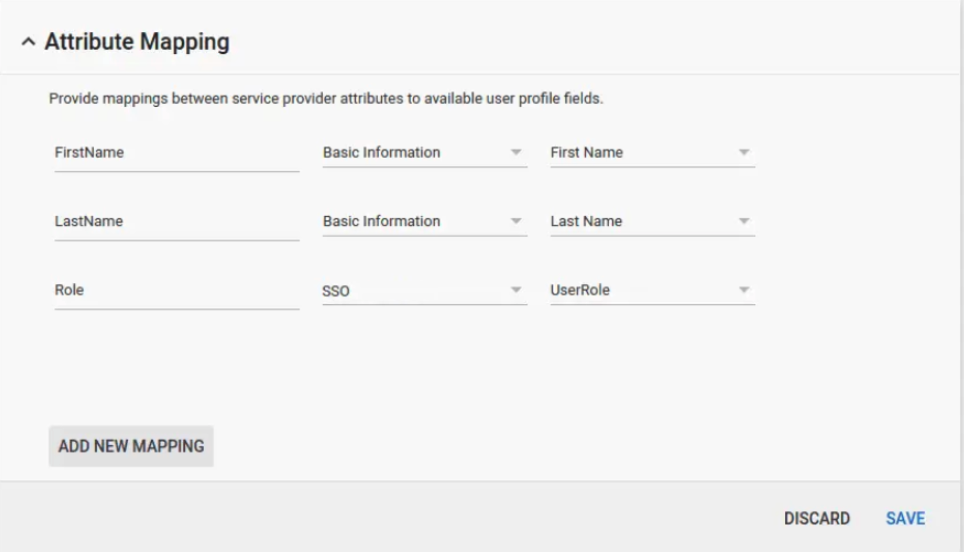 Attribute Mapping
Provide mappings between service provider attributes to available user profile fields.
FirstName Basic Information First Name
LastName Basic Information Last Name
Role SSO UserRole
ADD NEW MAPPING
DISCARD SAVE